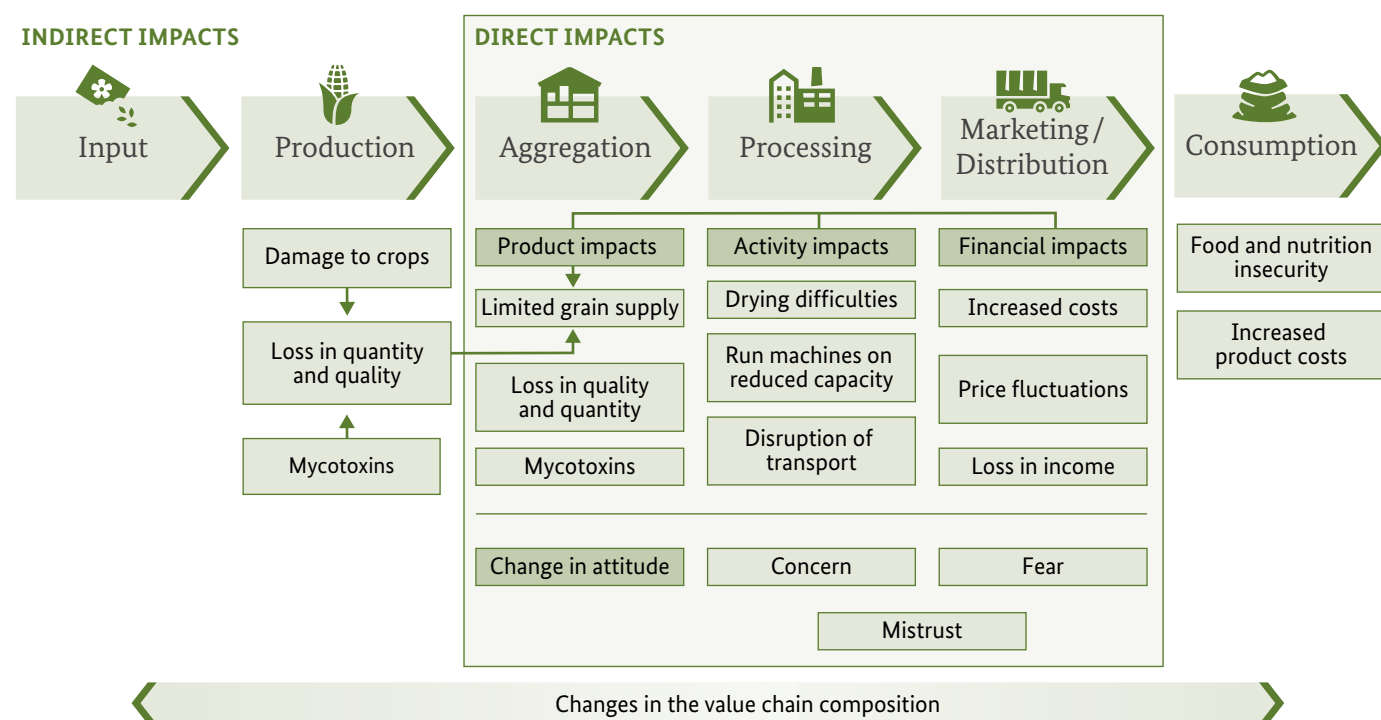 INDIRECT IMPACTS
DIRECT IMPACTS
Input
Production
Aggregation
Processing
Marketing /
Distribution
Consumption
Damage to crops
Loss in quantity
and quality
Mycotoxins
Product impacts
Limited grain supply
Loss in quality
and quantity
Mycotoxins
Activity impacts
Drying difficulties
Run machines on
reduced capacity
Disruption of
transport
Financial impacts
Increased costs
Price fluctuations
Loss in income
Food and nutrition
insecurity
Increased
product costs
Change in attitude
Concern
Fear
Mistrust
Changes in the value chain composition